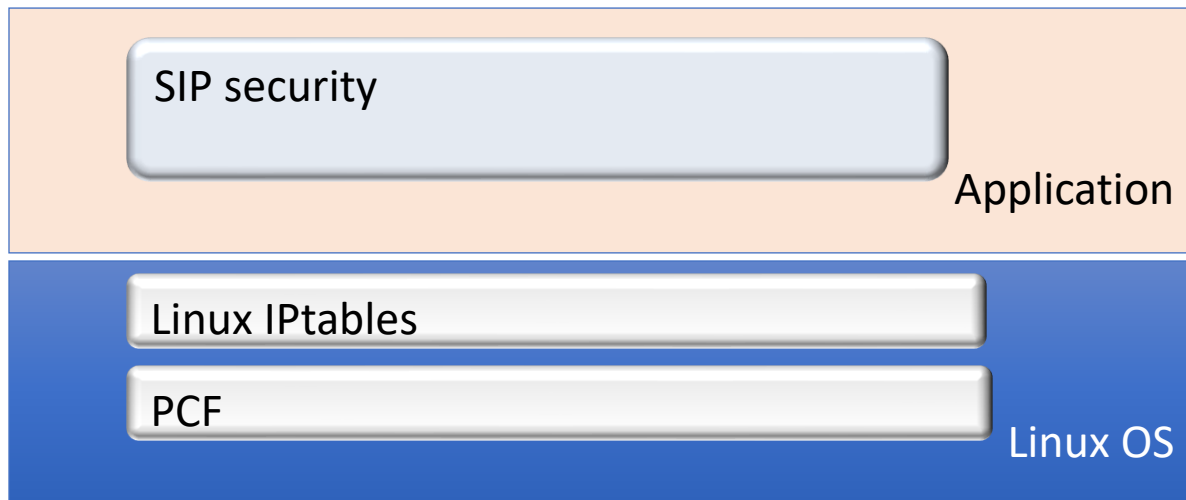 SIP security
Application
Linux IPtables
PCF
Linux OS